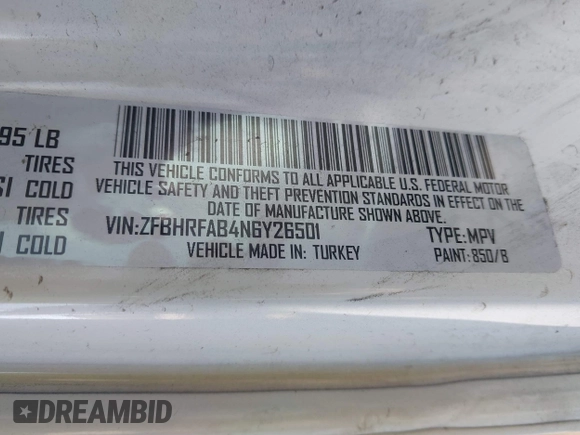 95 LB
TIRES
SI COLD
TIRES
I COLD
THIS VEHICLE CONFORMS TO ALL APPLICABLE U.S. FEDERAL MOTOR
VEHICLE SAFETY AND THEFT PREVENTION STANDARDS IN EFFECT ON THE
DATE OF MANUFACTURE SHOWN ABOVE.
VIN:ZFBHRFAB4N6Y26501 TYPE:MPV
VEHICLE MADE IN: TURKEY PAINT:850/B
DREAMBID